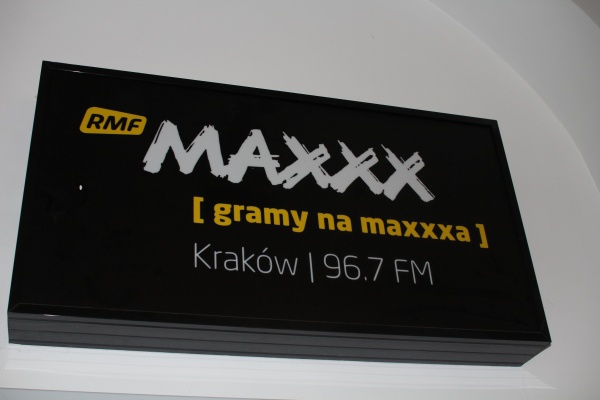 RMF MAXXX
[ gramy na maxxxa ]
Kraków | 96.7 FM